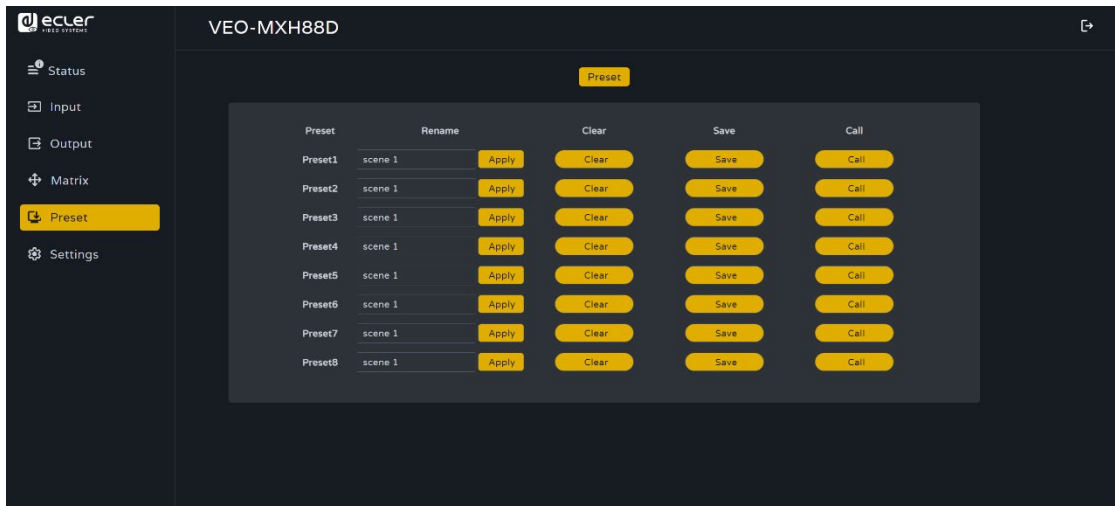 ecler
VIDEO SYSTEMS
VEO-MXH88D
Status
Input
Output
Matrix
Preset
Settings
Preset
Preset Rename Clear Save Call
Preset1 scene 1 Apply Clear Save Call
Preset2 scene 1 Apply Clear Save Call
Preset3 scene 1 Apply Clear Save Call
Preset4 scene 1 Apply Clear Save Call
Preset5 scene 1 Apply Clear Save Call
Preset6 scene 1 Apply Clear Save Call
Preset7 scene 1 Apply Clear Save Call
Preset8 scene 1 Apply Clear Save Call